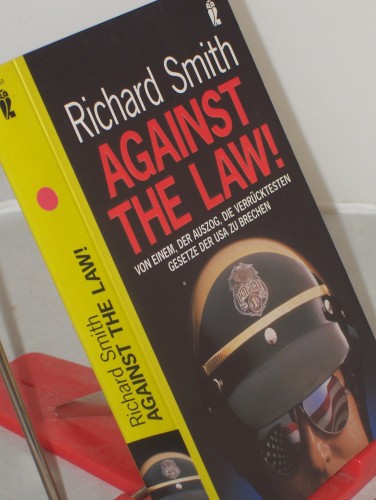 Richard Smith
AGAINST
THE LAW!
VON EINEM, DER AUSZOG, DIE VERRÜCKTESTEN
GESETZE DER USA ZU BRECHEN
Richard Smith
AGAINST THE LAW!